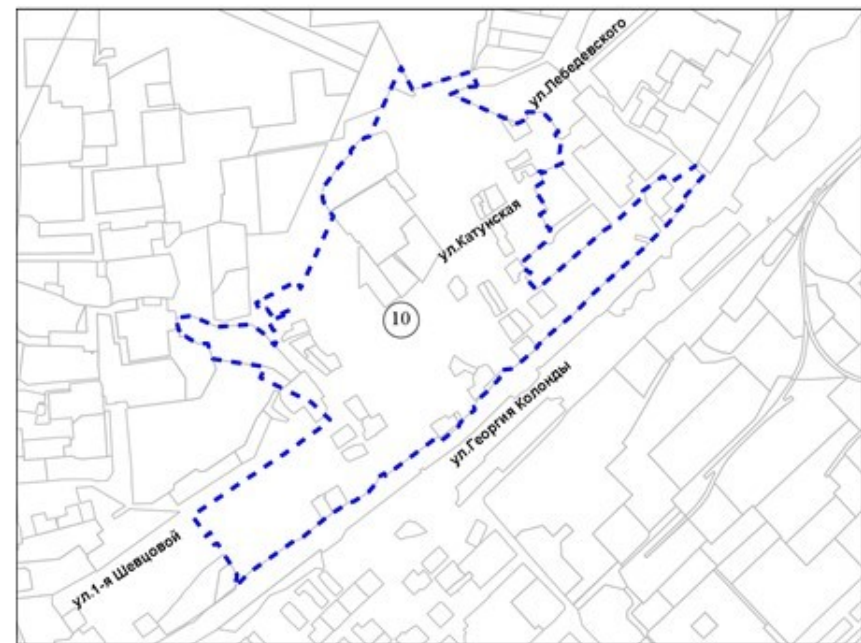 ул.Лебедевского
ул.Катунская
10
ул.Георгия Колонды
ул.1-я Шевцовой